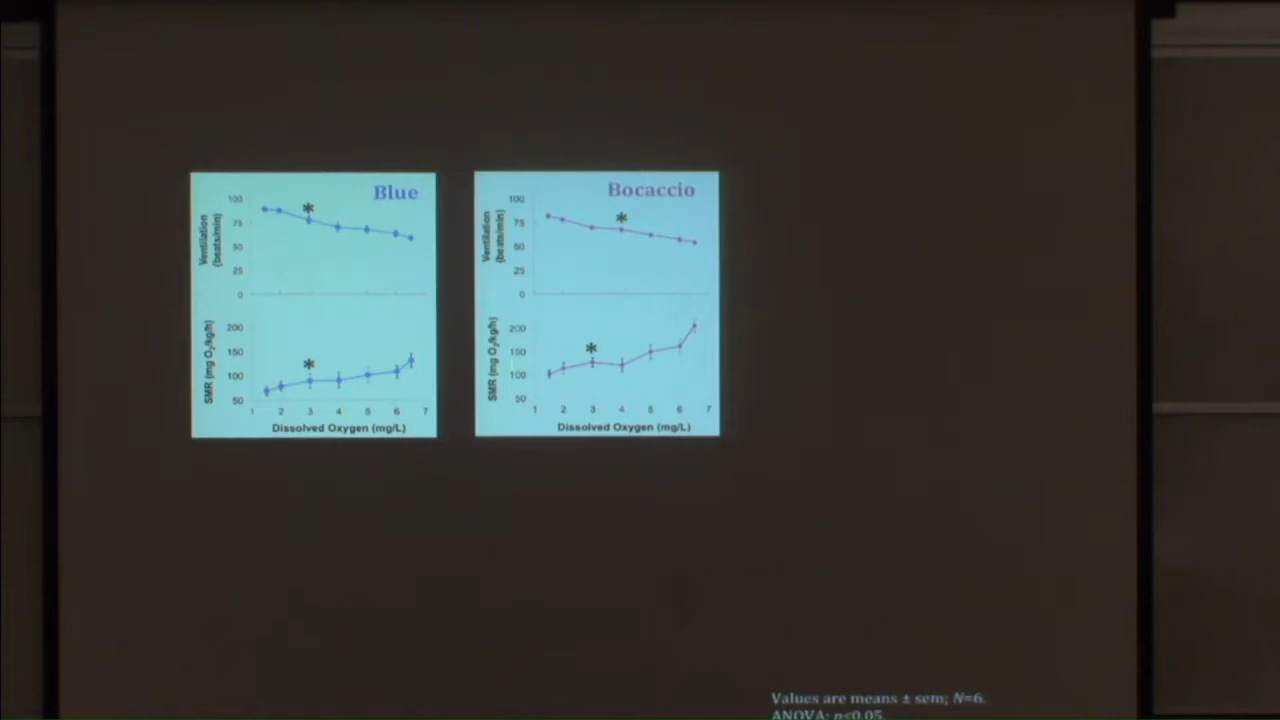 Blue
100
75
50
25
0
Ventilation
(beats/min)
*
200
150
100
50
SMR (mg O2/kg/h)
*
1 2 3 4 5 6 7
Dissolved Oxygen (mg/L)
Bocaccio
100
75
50
25
0
Ventilation
(beats/min)
*
200
150
100
50
SMR (mg O2/kg/h)
*
1 2 3 4 5 6 7
Dissolved Oxygen (mg/L)
Values are means ± sem; N=6.
ANOVA; p<0.05.